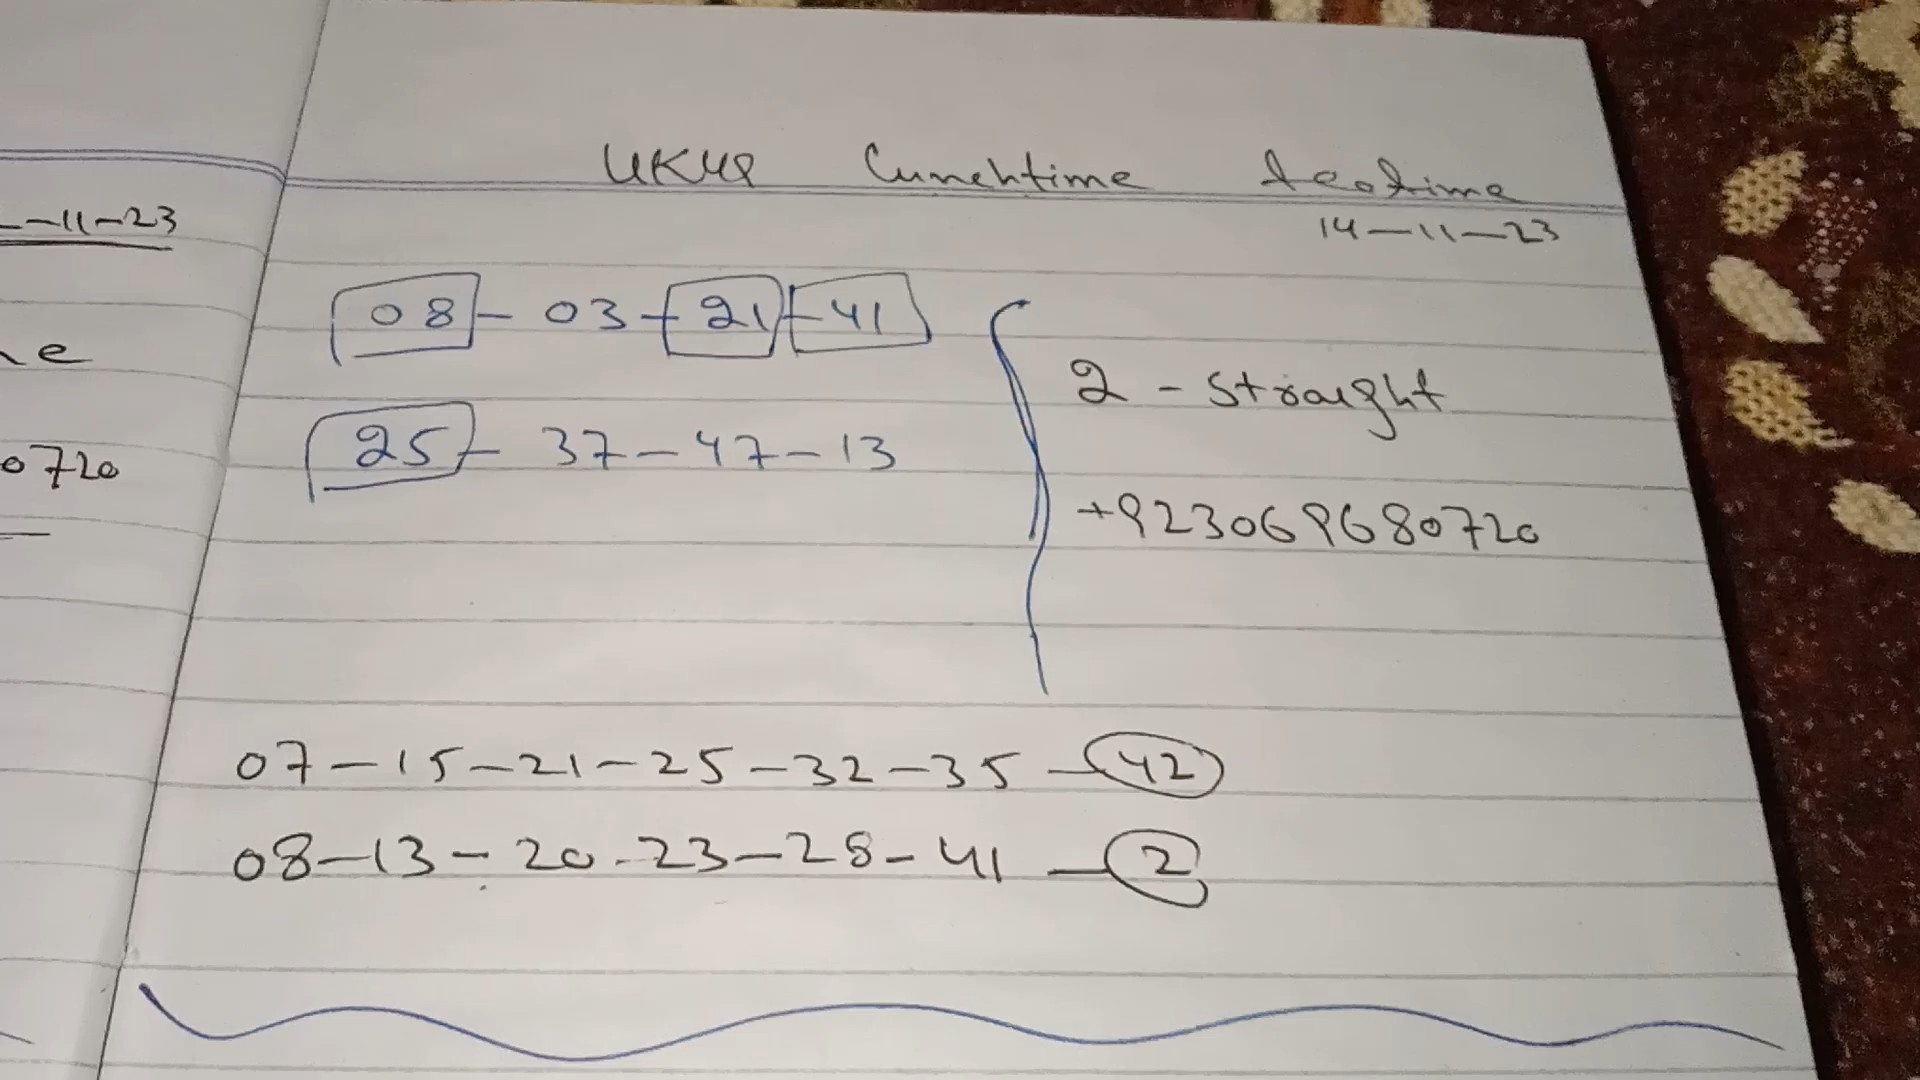 -11-23
e
0720
UK49 Lunchtime teatime
14-11-23
08-03-21-41
25-37-47-13
2-straight
+923069680720
07-15-21-25-32-35-42
08-13-20-23-28-41-2